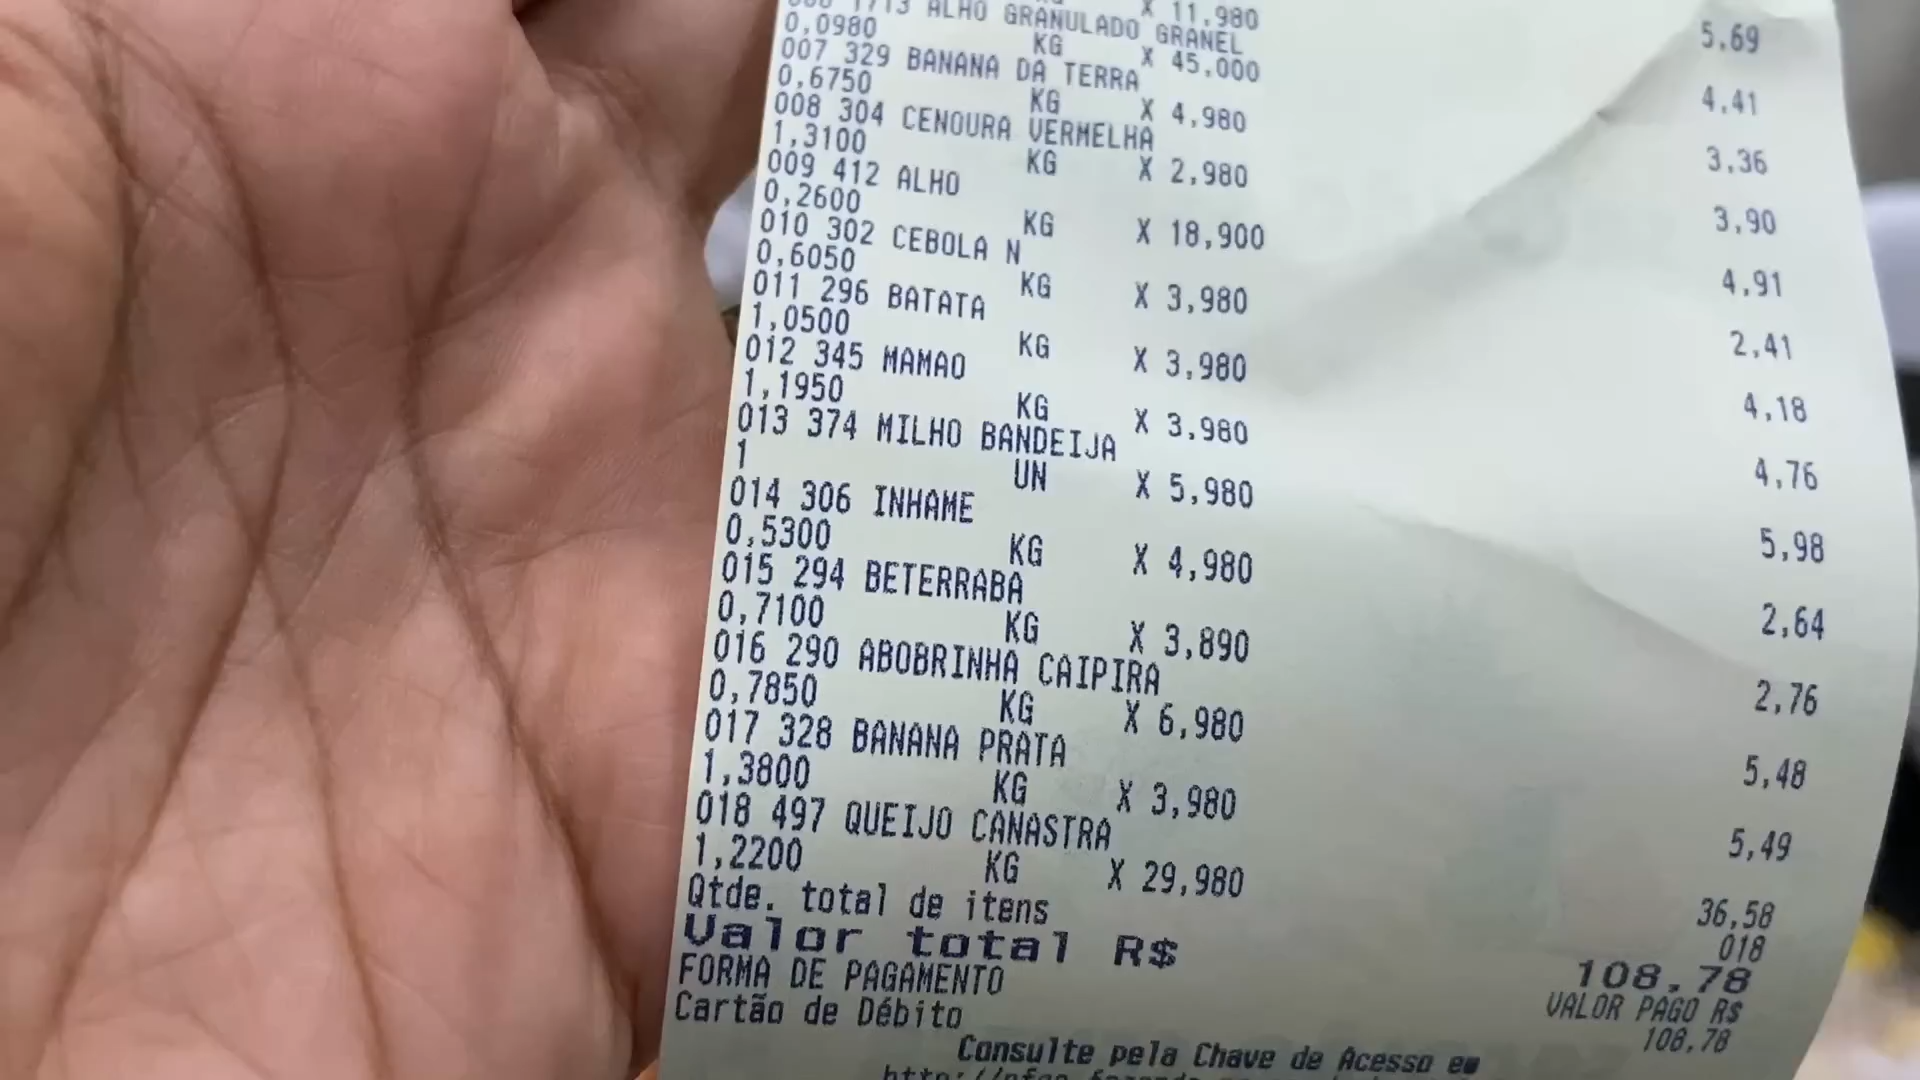 X 11,980
5,69
1713 ALHO GRANULADO GRANEL
0,0980 KG X 45,000
4,41
007 329 BANANA DA TERRA
0,6750 KG X 4,980
3,36
008 304 CENOURA VERMELHA
1,3100 KG X 2,980
3,90
009 412 ALHO
0,2600 KG X 18,900
4,91
010 302 CEBOLA N
0,6050 KG X 3,980
2,41
011 296 BATATA
1,0500 KG X 3,980
4,18
012 345 MAMAO
1,1950 KG X 3,980
4,76
013 374 MILHO BANDEIJA
1 UN X 5,980
5,98
014 306 INHAME
0,5300 KG X 4,980
2,64
015 294 BETERRABA
0,7100 KG X 3,890
2,76
016 290 ABOBRINHA CAIPIRA
0,7850 KG X 6,980
5,48
017 328 BANANA PRATA
1,3800 KG X 3,980
5,49
018 497 QUEIJO CANASTRA
1,2200 KG X 29,980
36,58
Qtde. total de itens 018
Valor total R$ 108,78
FORMA DE PAGAMENTO VALOR PAGO R$
Cartão de Débito 108,78
Consulte pela Chave de Acesso em